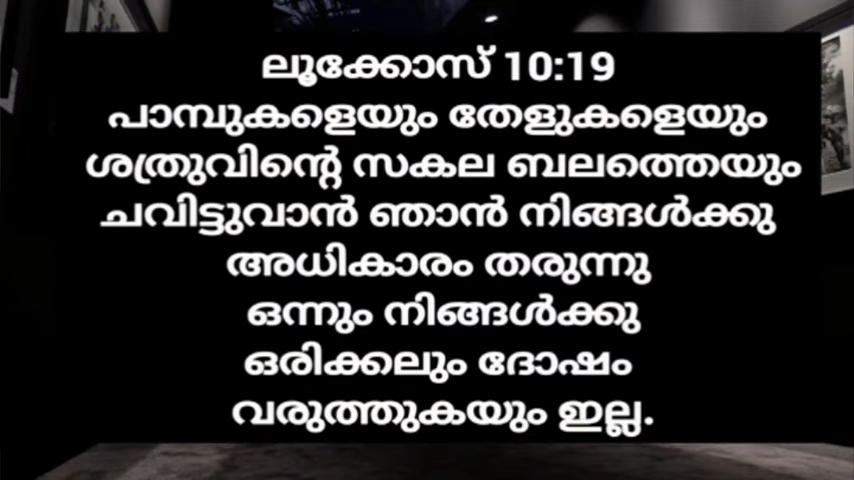 ലൂക്കോസ് 10:19
പാമ്പുകളെയും തേളുകളെയും
ശത്രുവിന്റെ സകല ബലത്തെയും
ചവിട്ടുവാൻ ഞാൻ നിങ്ങൾക്കു
അധികാരം തരുന്നു
ഒന്നും നിങ്ങൾക്കു
ഒരിക്കലും ദോഷം
വരുത്തുകയും ഇല്ല.